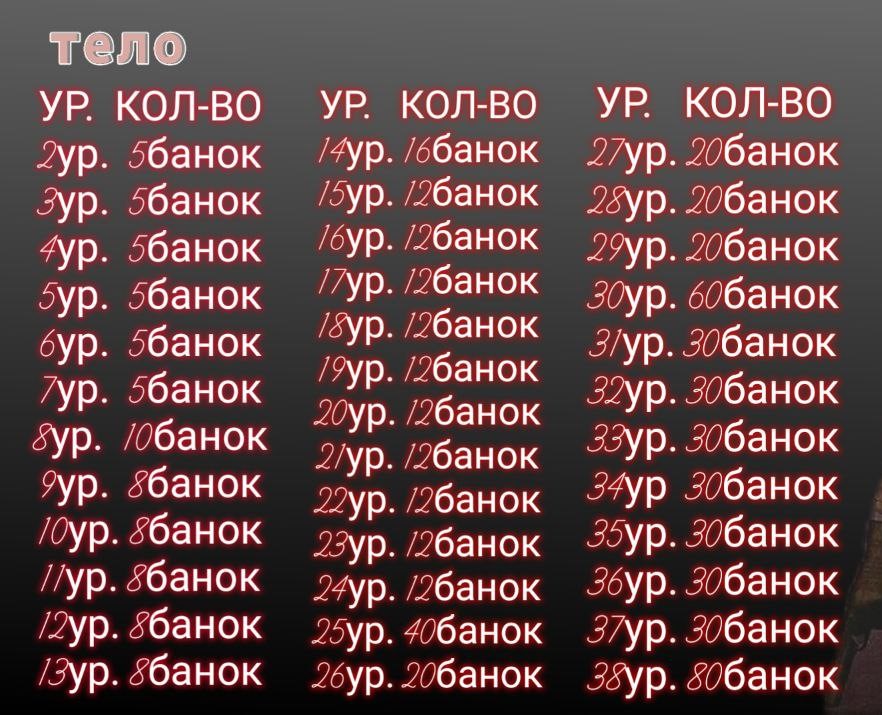 тело
УР. КОЛ-ВО
2ур. 5банок
3ур. 5банок
4ур. 5банок
5ур. 5банок
6ур. 5банок
7ур. 5банок
8ур. 10банок
9ур. 8банок
10ур. 8банок
11ур. 8банок
12ур. 8банок
13ур. 8банок
УР. КОЛ-ВО
14ур. 16банок
15ур. 12банок
16ур. 12банок
17ур. 12банок
18ур. 12банок
19ур. 12банок
20ур. 12банок
21ур. 12банок
22ур. 12банок
23ур. 12банок
24ур. 12банок
25ур. 40банок
26ур. 20банок
УР. КОЛ-ВО
27ур. 20банок
28ур. 20банок
29ур. 20банок
30ур. 60банок
31ур. 30банок
32ур. 30банок
33ур. 30банок
34ур 30банок
35ур. 30банок
36ур. 30банок
37ур. 30банок
38ур. 80банок